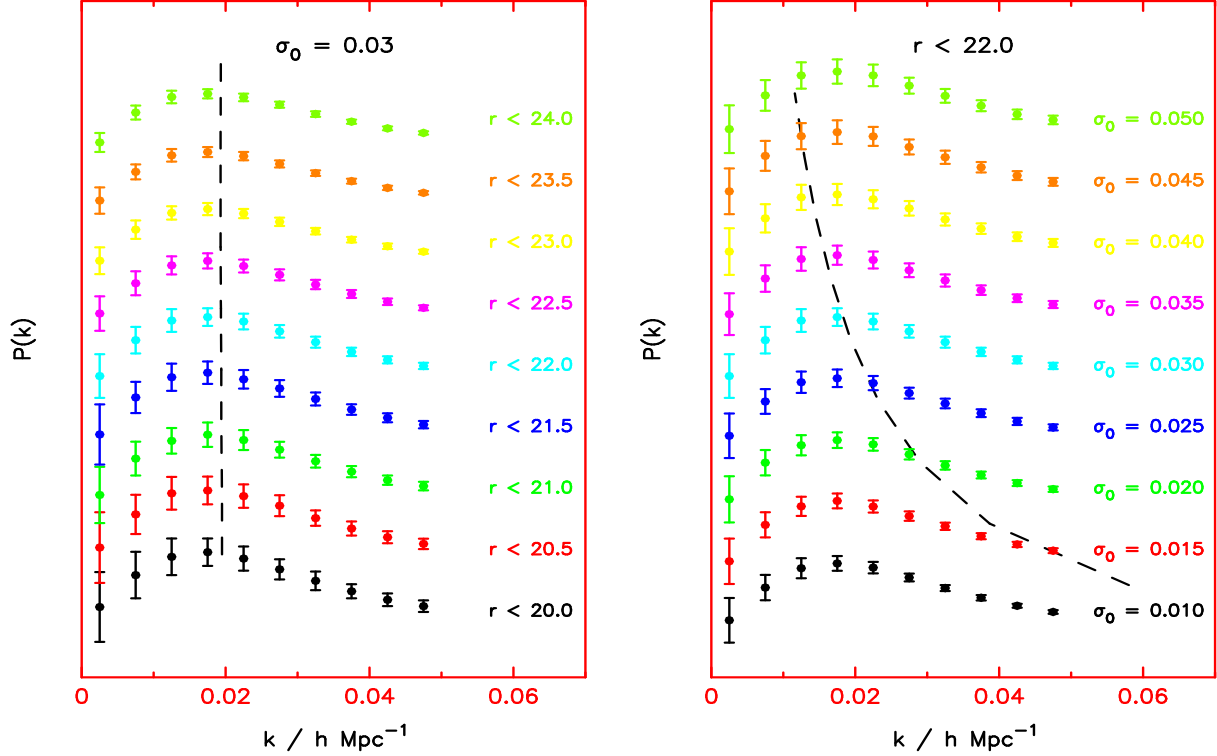 σ0 = 0.03
r < 24.0
r < 23.5
r < 23.0
r < 22.5
r < 22.0
r < 21.5
r < 21.0
r < 20.5
r < 20.0
P(k)
0 0.02 0.04 0.06
k / h Mpc−1
r < 22.0
σ0 = 0.050
σ0 = 0.045
σ0 = 0.040
σ0 = 0.035
σ0 = 0.030
σ0 = 0.025
σ0 = 0.020
σ0 = 0.015
σ0 = 0.010
P(k)
0 0.02 0.04 0.06
k / h Mpc−1